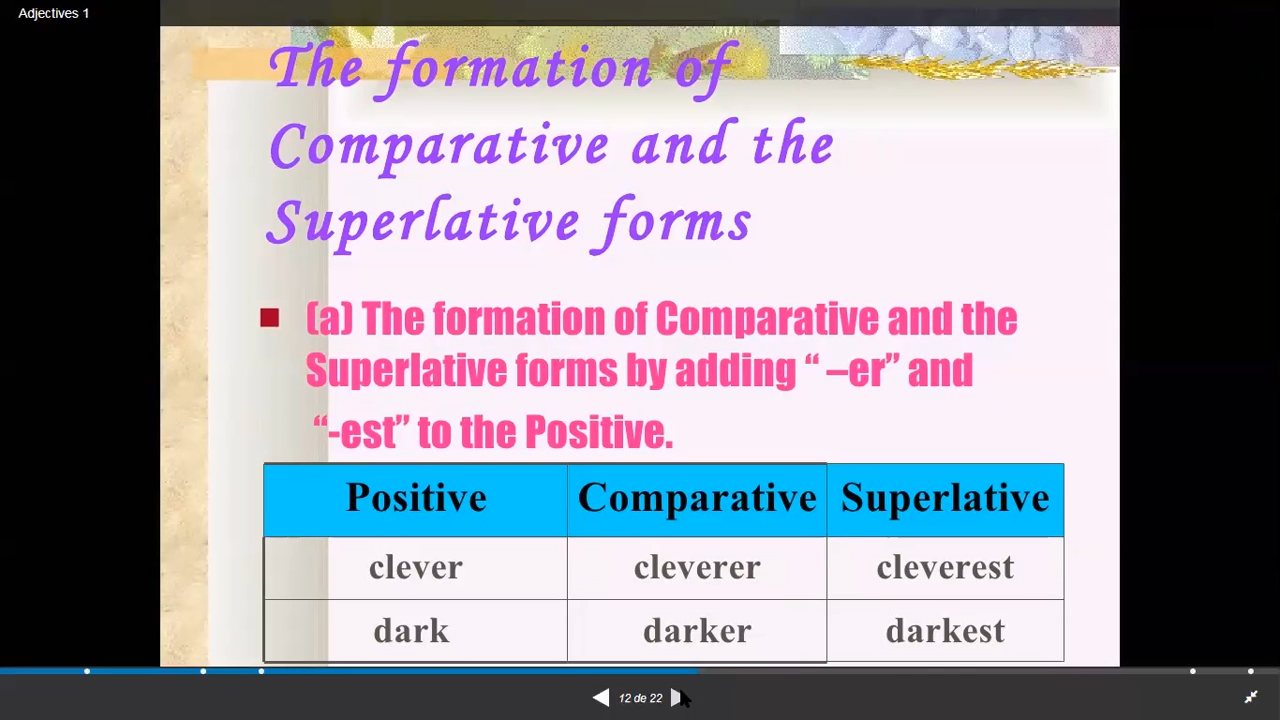 Adjectives 1
The formation of
Comparative and the
Superlative forms
(a) The formation of Comparative and the
Superlative forms by adding “ –er” and
“-est” to the Positive.
Positive Comparative Superlative
clever cleverer cleverest
dark darker darkest
12 de 22